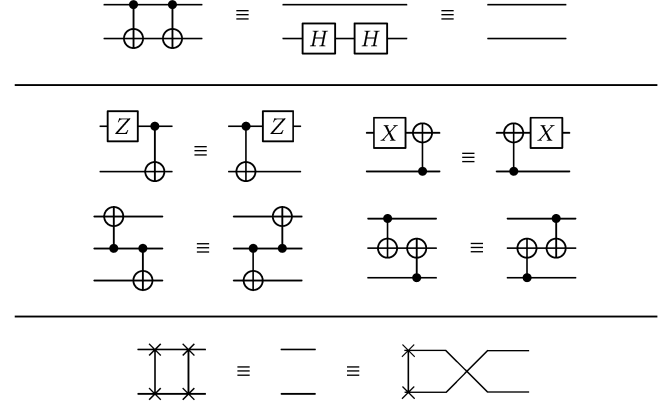 ≡ H H ≡
Z ≡ Z X ≡ X
≡ ≡
≡ ≡